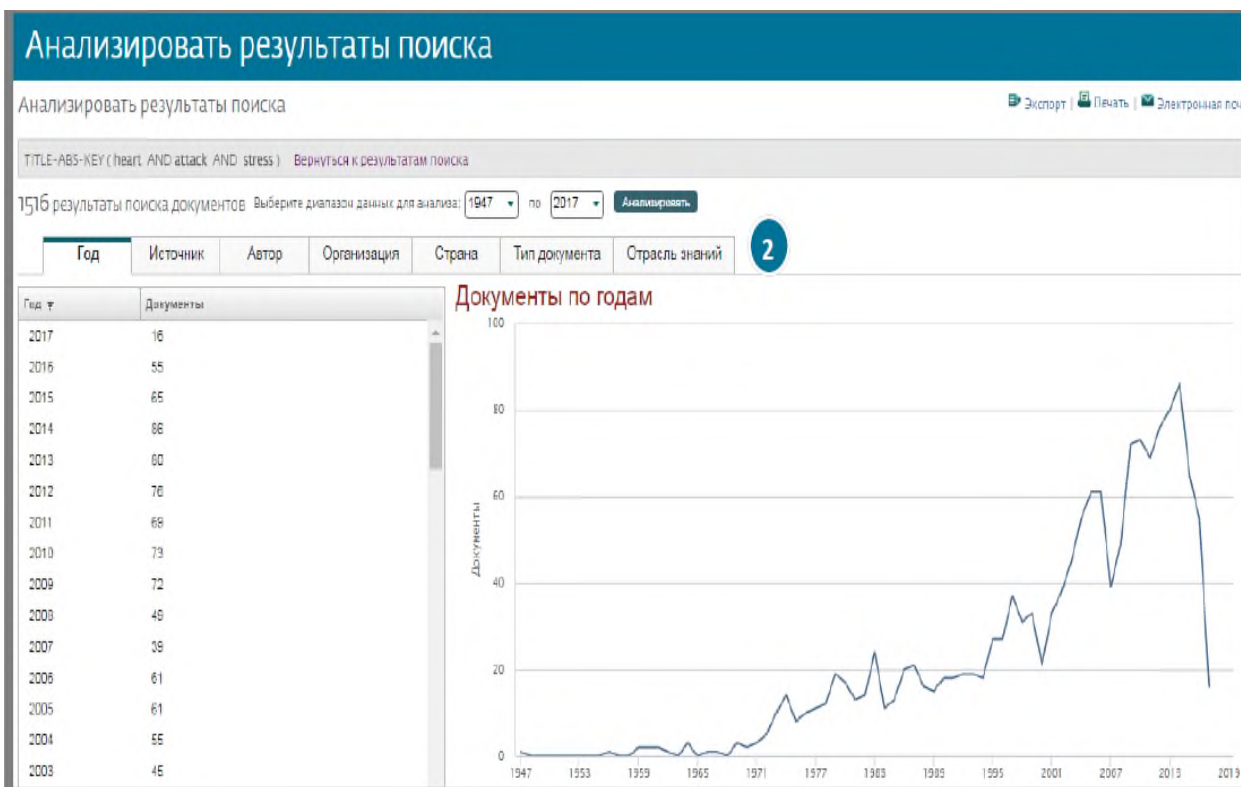 Анализировать результаты поиска
Анализировать результаты поиска
Экспорт | Печать | Электронная поч
TITLE-ABS-KEY ( heart AND attack AND stress ) Вернуться к результатам поиска
1516 результаты поиска документов Выберите диапазон данных для анализа: 1947 по 2017 Анализировать
Год Источник Автор Организация Страна Тип документа Отрасль знаний 2
Год Документы
2017 16
2016 55
2015 65
2014 86
2013 80
2012 76
2011 69
2010 73
2009 72
2008 49
2007 39
2006 61
2005 61
2004 55
2003 45
Документы по годам
Документы
100
80
60
40
20
0
1947 1953 1959 1965 1971 1977 1983 1989 1995 2001 2007 2013 2019